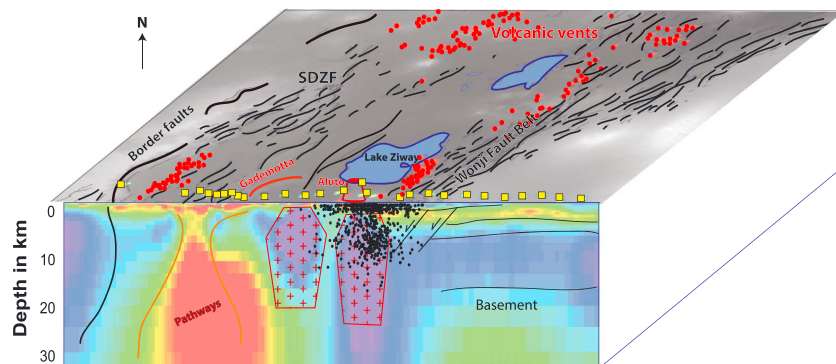 N
Volcanic vents
SDZF
Border faults
Lake Ziway
Wonji Fault Belt
Gademotta
Aluto
0
10
20
30
Depth in km
Pathways
Basement